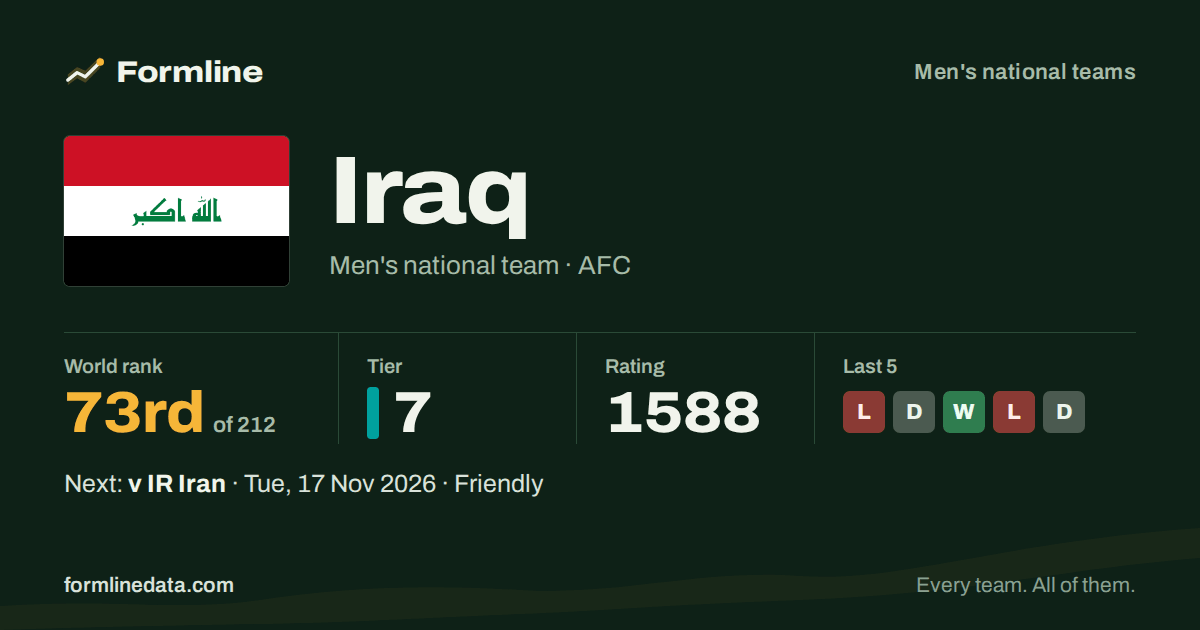 Formline
Men's national teams
الله اكبر
Iraq
Men's national team · AFC
World rank
73rd of 212
Tier
7
Rating
1588
Last 5
L D W L D
Next: v IR Iran · Tue, 17 Nov 2026 · Friendly
formlinedata.com
Every team. All of them.